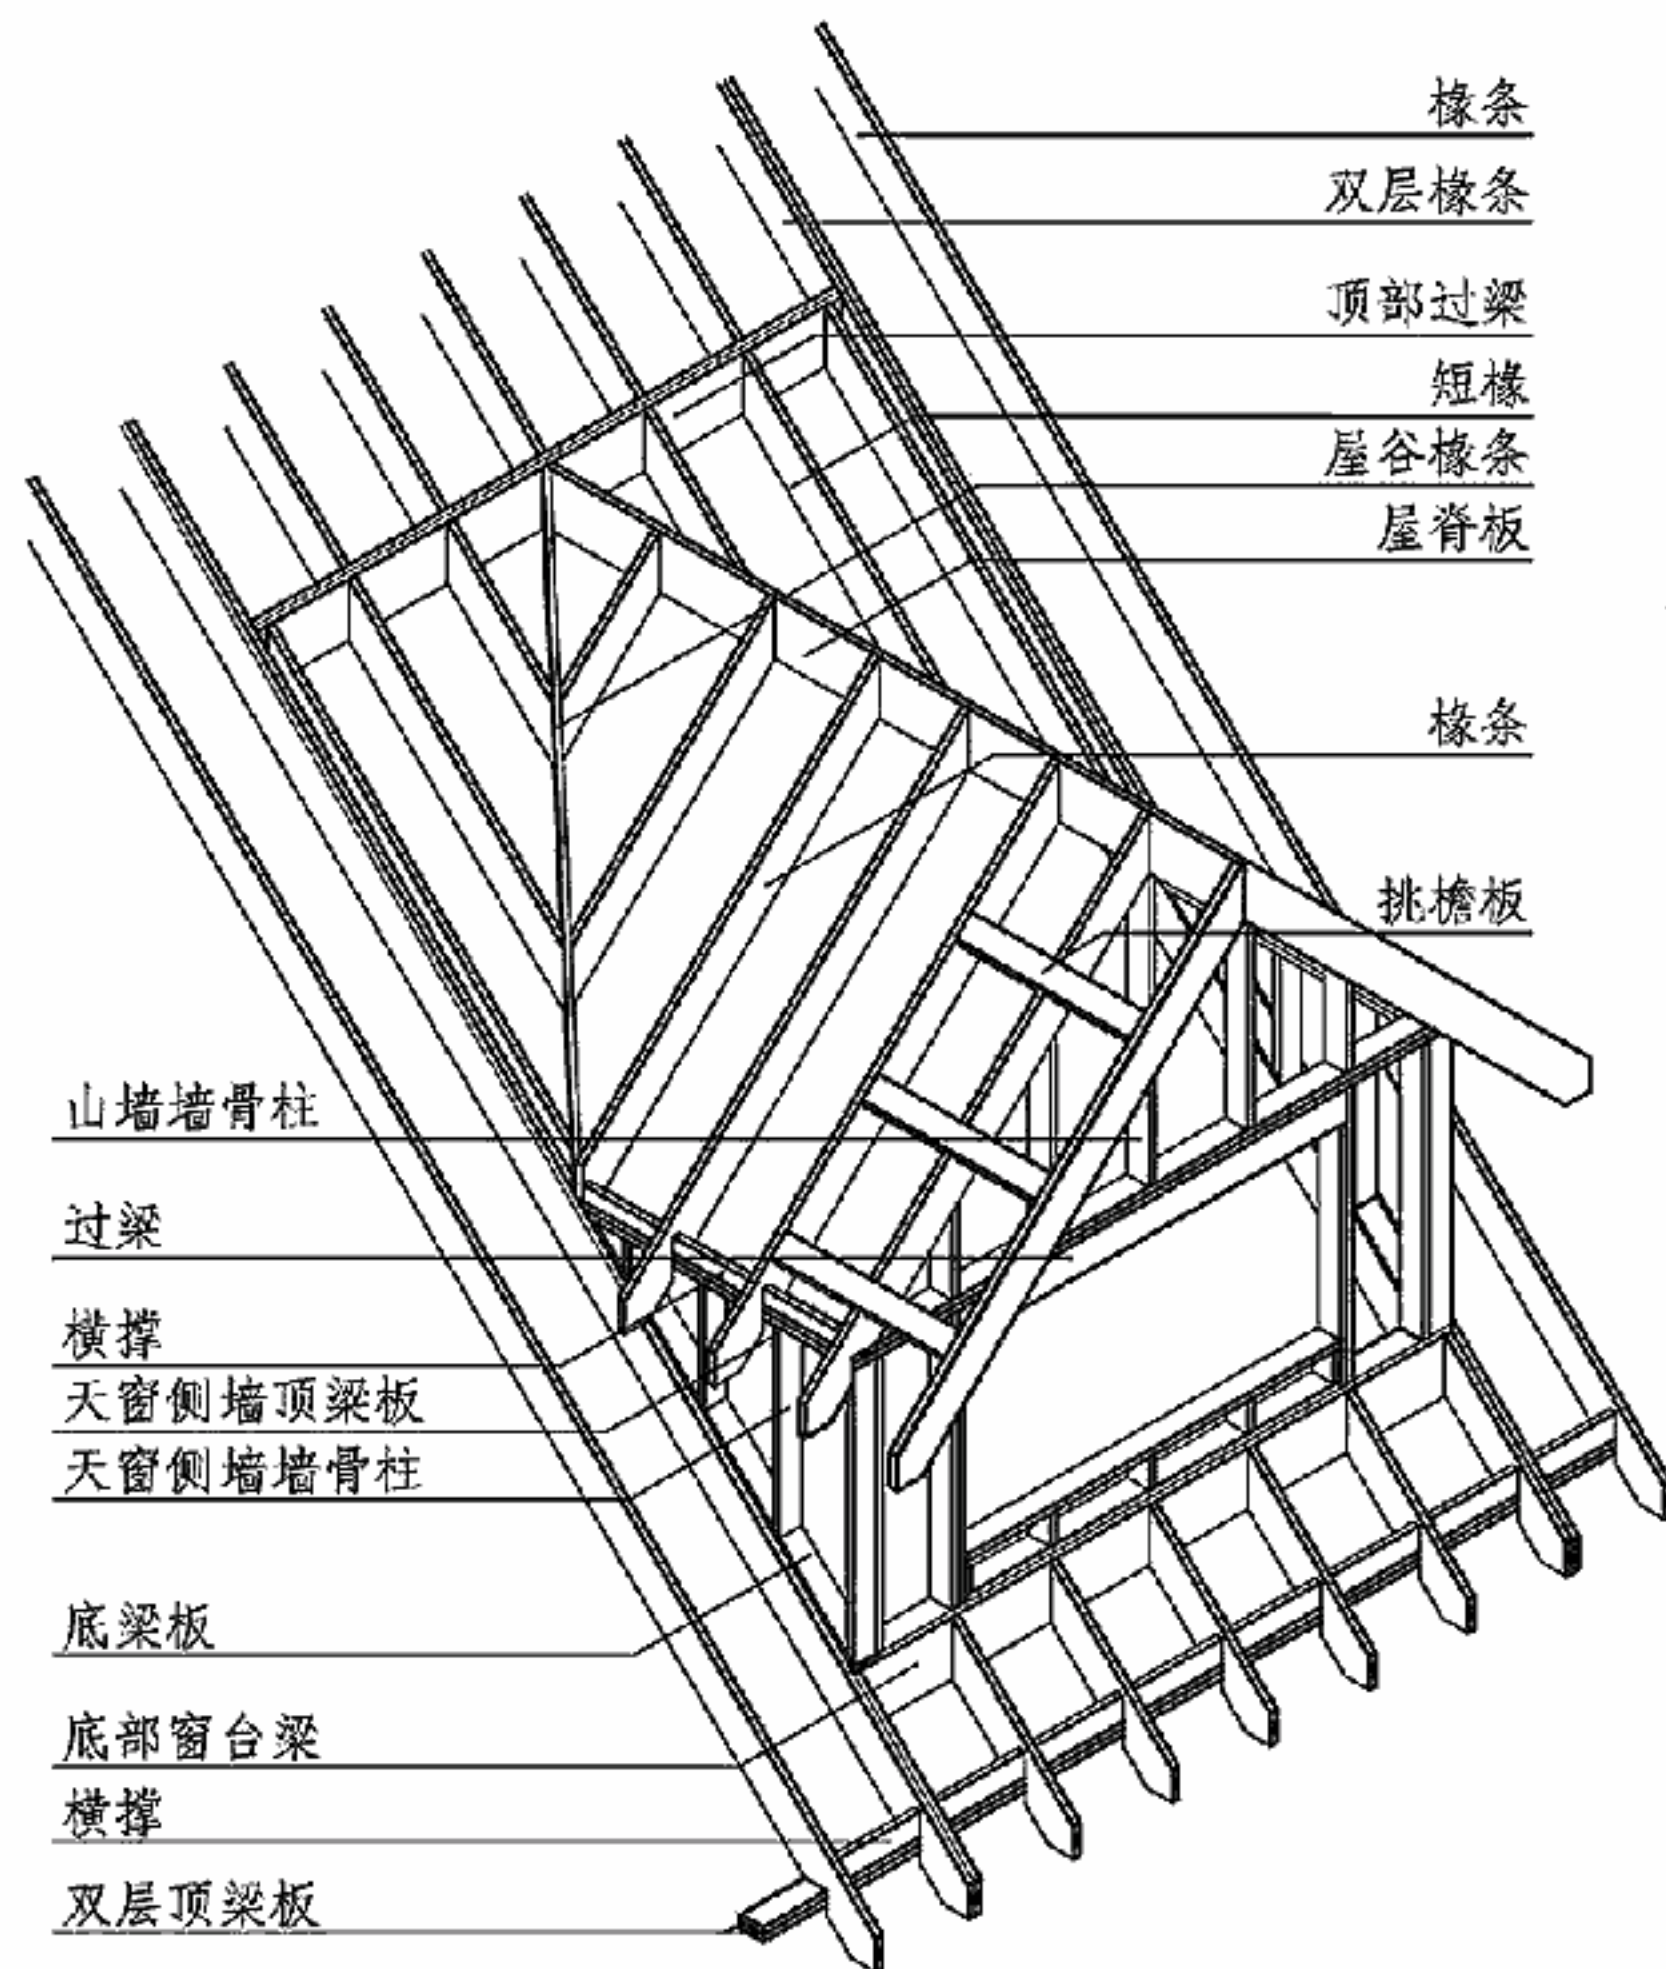 椽条
双层椽条
顶部过梁
短椽
屋谷椽条
屋脊板
椽条
挑檐板
山墙墙骨柱
过梁
横撑
天窗侧墙顶梁板
天窗侧墙墙骨柱
底梁板
底部窗台梁
横撑
双层顶梁板